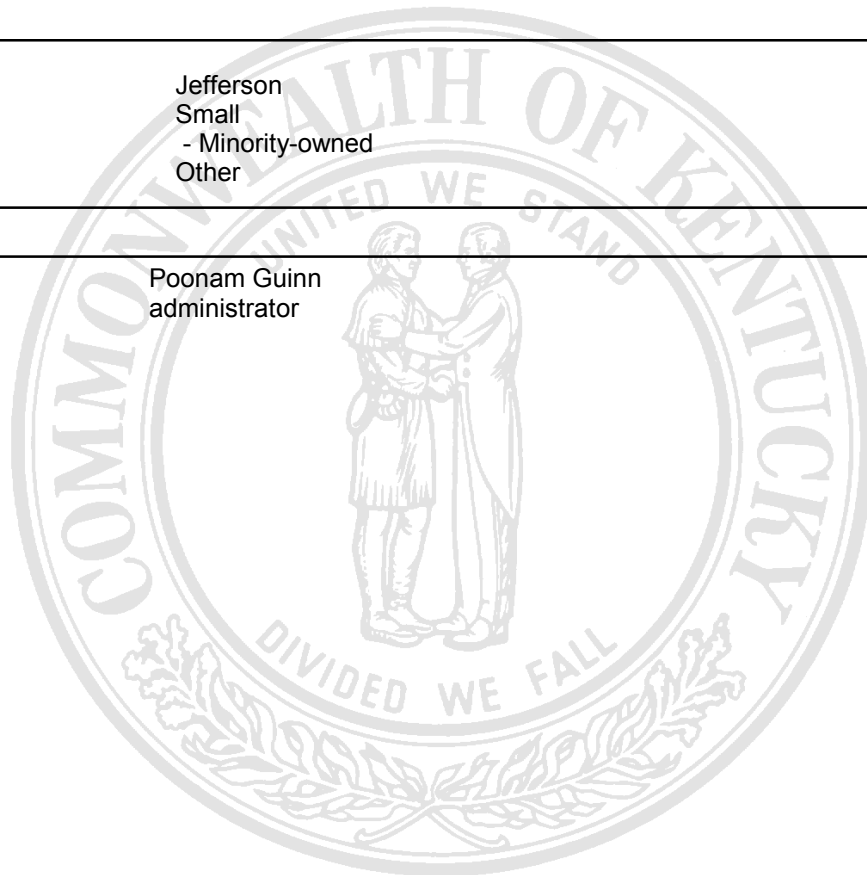 Jefferson
Small
- Minority-owned
Other
Poonam Guinn
administrator
COMMONWEALTH OF KENTUCKY
UNITED WE STAND
DIVIDED WE FALL